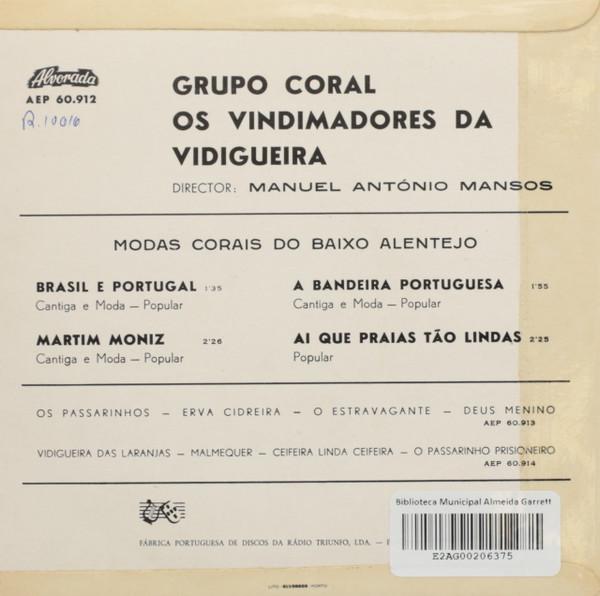 Alvorada
AEP 60.912
R.10016
GRUPO CORAL
OS VINDIMADORES DA
VIDIGUEIRA
DIRECTOR: MANUEL ANTÓNIO MANSOS
MODAS CORAIS DO BAIXO ALENTEJO
BRASIL E PORTUGAL 1'35
Cantiga e Moda — Popular
MARTIM MONIZ 2'26
Cantiga e Moda — Popular
A BANDEIRA PORTUGUESA 1'55
Cantiga e Moda — Popular
AI QUE PRAIAS TÃO LINDAS 2'25
Popular
OS PASSARINHOS — ERVA CIDREIRA — O ESTRAVAGANTE — DEUS MENINO
AEP 60.913
VIDIGUEIRA DAS LARANJAS — MALMEQUER — CEIFEIRA LINDA CEIFEIRA — O PASSARINHO PRISIONEIRO
AEP 60.914
Biblioteca Municipal Almeida Garrett
E2AG00206375
FÁBRICA PORTUGUESA DE DISCOS DA RÁDIO TRIUNFO, LDA. —
LITO ALVORADA PORTO